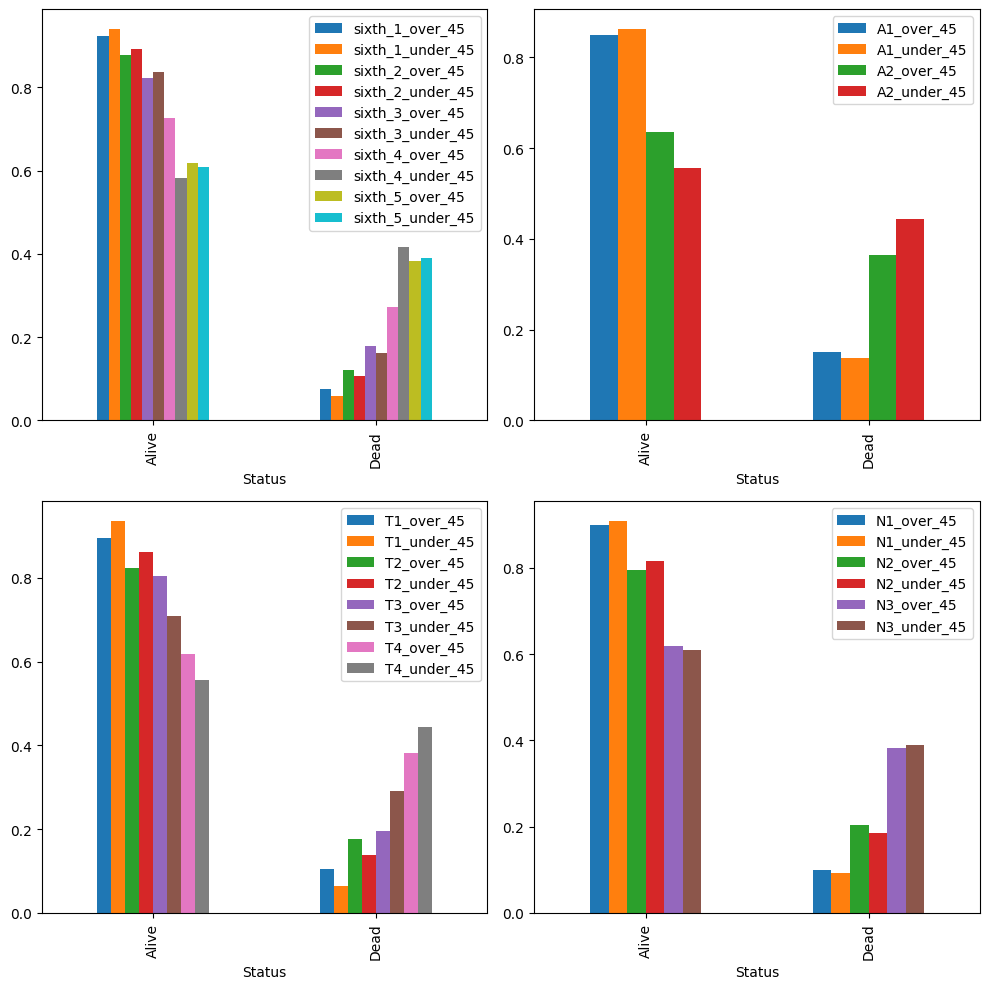 sixth_1_over_45
sixth_1_under_45
sixth_2_over_45
sixth_2_under_45
sixth_3_over_45
sixth_3_under_45
sixth_4_over_45
sixth_4_under_45
sixth_5_over_45
sixth_5_under_45
0.8
0.6
0.4
0.2
0.0
Alive
Dead
Status
A1_over_45
A1_under_45
A2_over_45
A2_under_45
0.8
0.6
0.4
0.2
0.0
Alive
Dead
Status
T1_over_45
T1_under_45
T2_over_45
T2_under_45
T3_over_45
T3_under_45
T4_over_45
T4_under_45
0.8
0.6
0.4
0.2
0.0
Alive
Dead
Status
N1_over_45
N1_under_45
N2_over_45
N2_under_45
N3_over_45
N3_under_45
0.8
0.6
0.4
0.2
0.0
Alive
Dead
Status